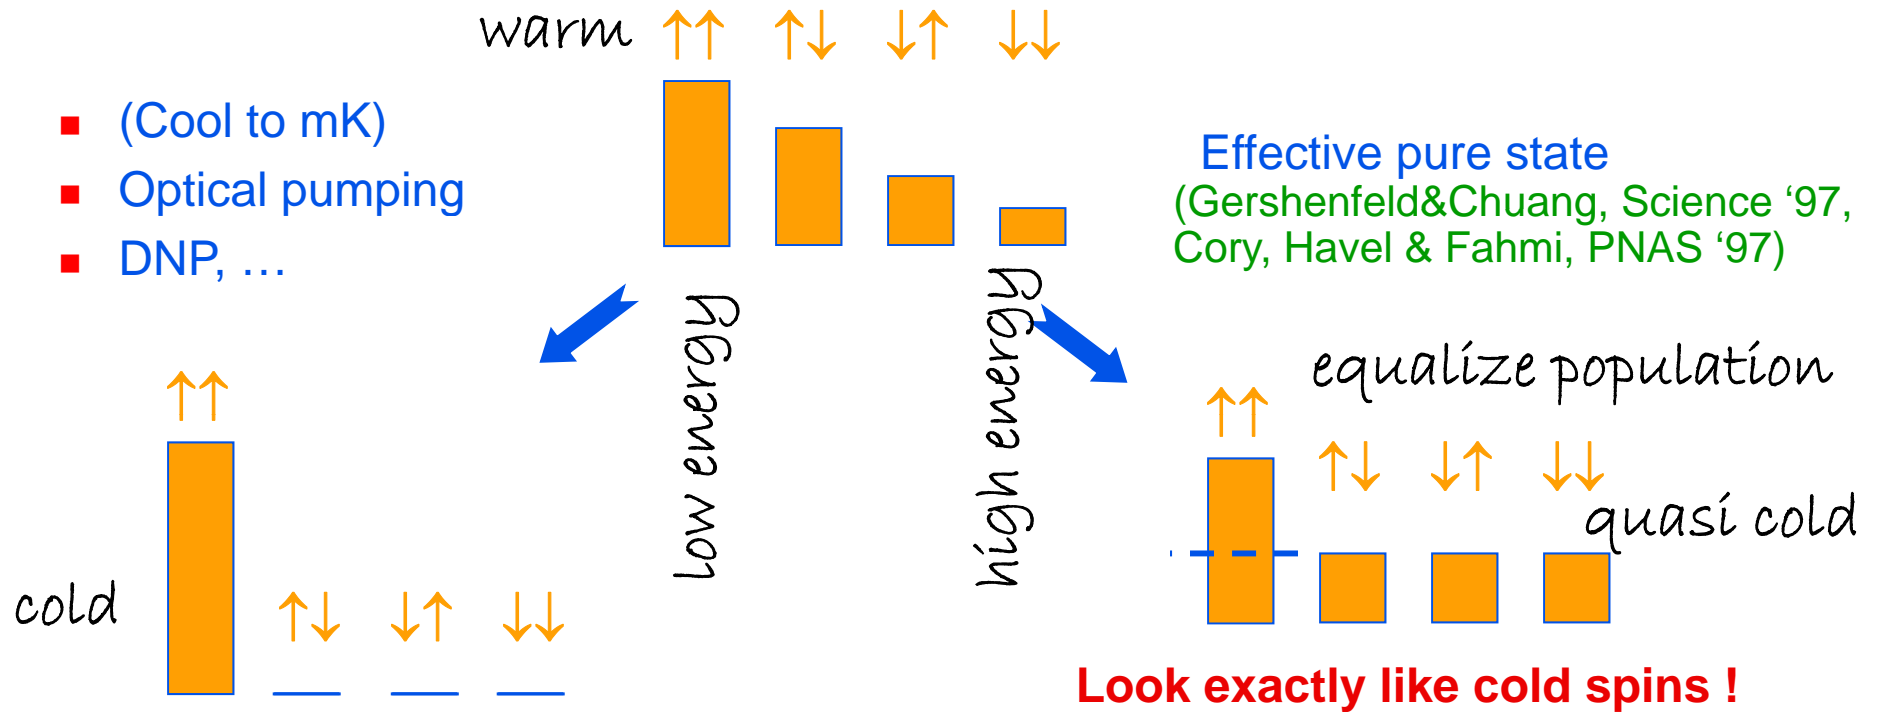 warm ↑↑ ↑↓ ↓↑ ↓↓
(Cool to mK)
Optical pumping
DNP, …
Effective pure state
(Gershenfeld&Chuang, Science ‘97,
Cory, Havel & Fahmi, PNAS ‘97)
low energy
high energy
equalize population
↑↑
↑↓ ↓↑ ↓↓
quasi cold
↑↑
cold
↑↓ ↓↑ ↓↓
Look exactly like cold spins !